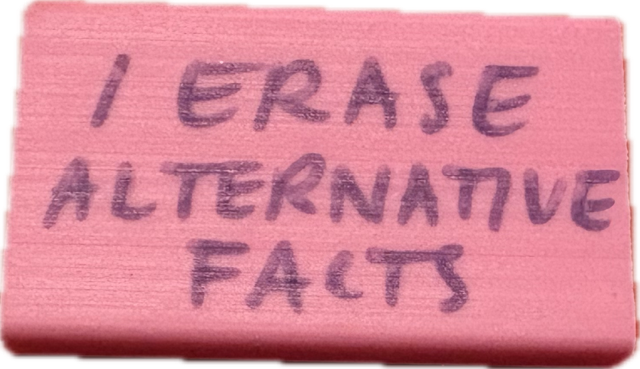 I ERASE
ALTERNATIVE
FACTS